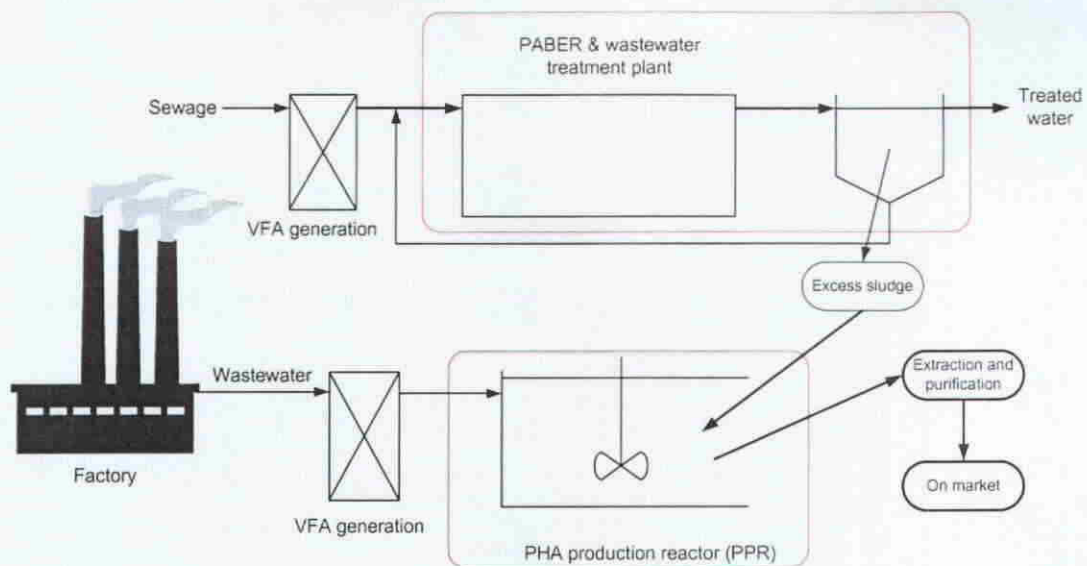 PABER & wastewater
treatment plant
Sewage
Treated
water
VFA generation
Excess sludge
Wastewater
Extraction and
purification
Factory
On market
VFA generation
PHA production reactor (PPR)